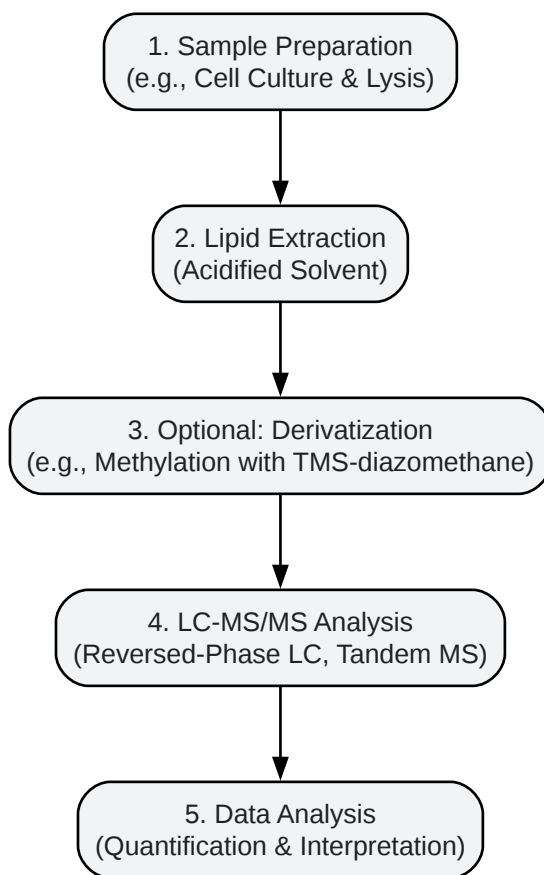 1. Sample Preparation
(e.g., Cell Culture & Lysis)
2. Lipid Extraction
(Acidified Solvent)
3. Optional: Derivatization
(e.g., Methylation with TMS-diazomethane)
4. LC-MS/MS Analysis
(Reversed-Phase LC, Tandem MS)
5. Data Analysis
(Quantification & Interpretation)